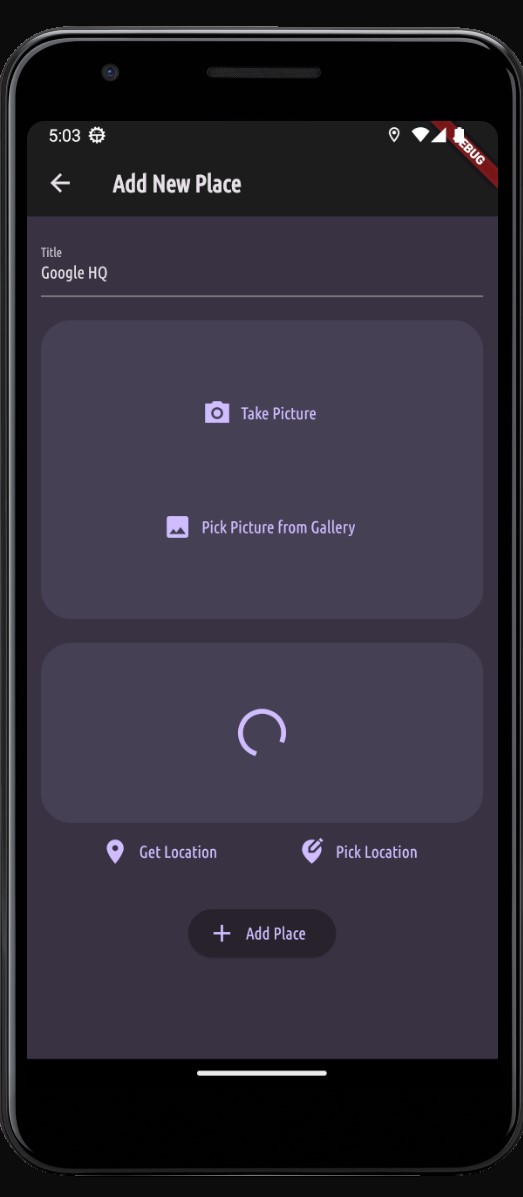 5:03
DEBUG
Add New Place
Title
Google HQ
Take Picture
Pick Picture from Gallery
Get Location
Pick Location
Add Place